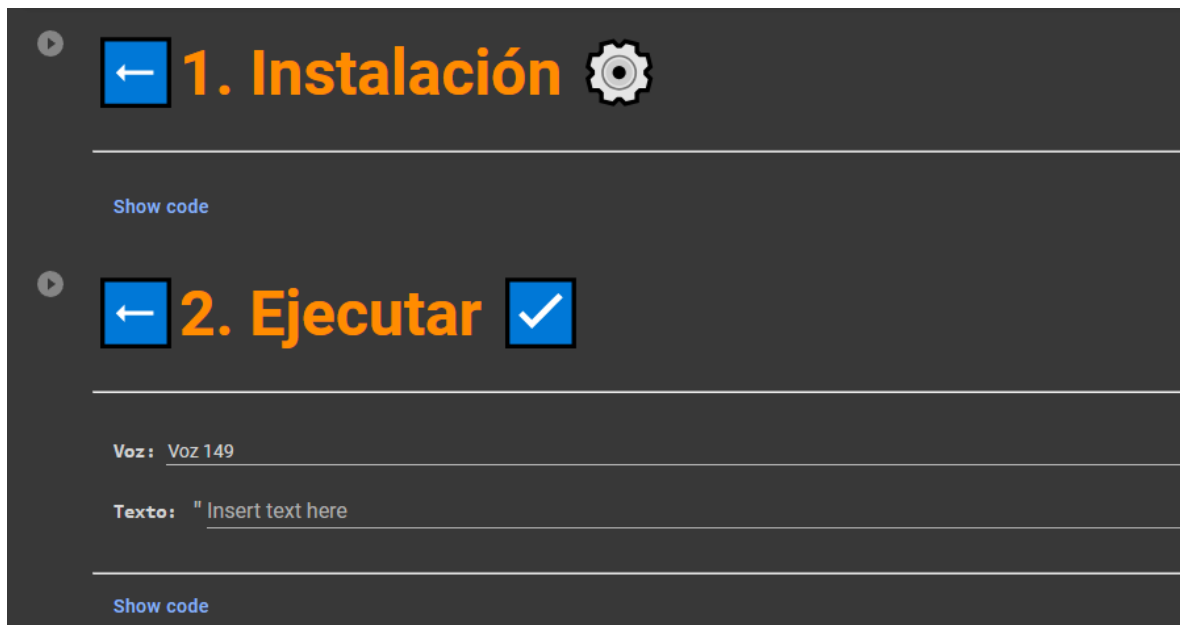 1. Instalación
Show code
2. Ejecutar
Voz: Voz 149
Texto: " Insert text here
Show code